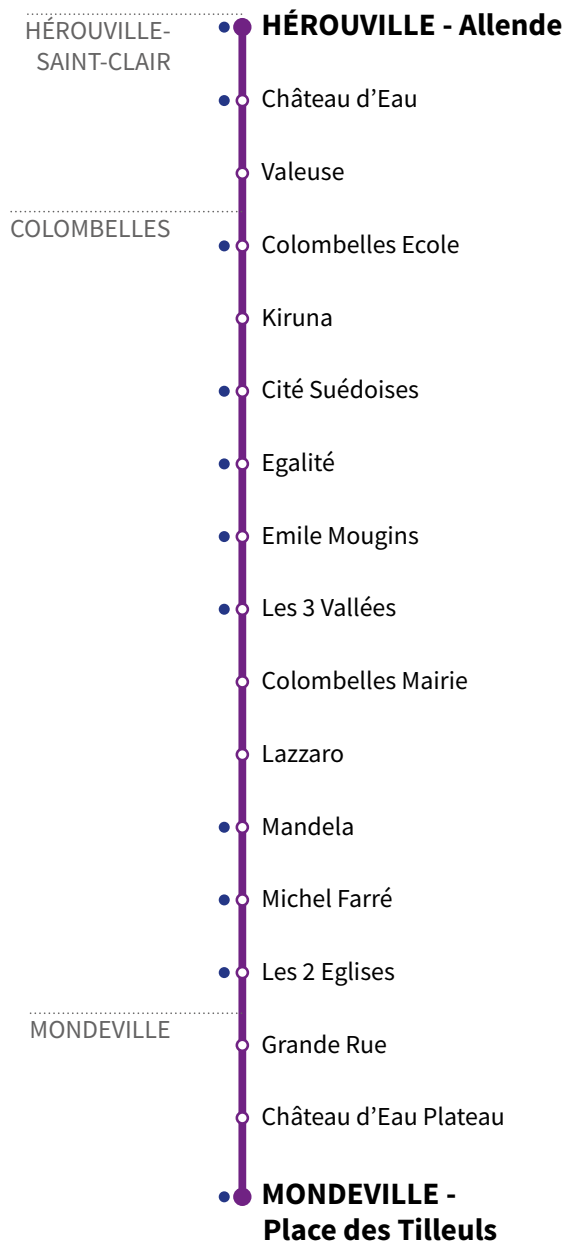 HÉROUVILLE-
SAINT-CLAIR
HÉROUVILLE - Allende
Château d’Eau
Valeuse
COLOMBELLES
Colombelles Ecole
Kiruna
Cité Suédoises
Egalité
Emile Mougins
Les 3 Vallées
Colombelles Mairie
Lazzaro
Mandela
Michel Farré
Les 2 Eglises
MONDEVILLE
Grande Rue
Château d’Eau Plateau
MONDEVILLE -
Place des Tilleuls